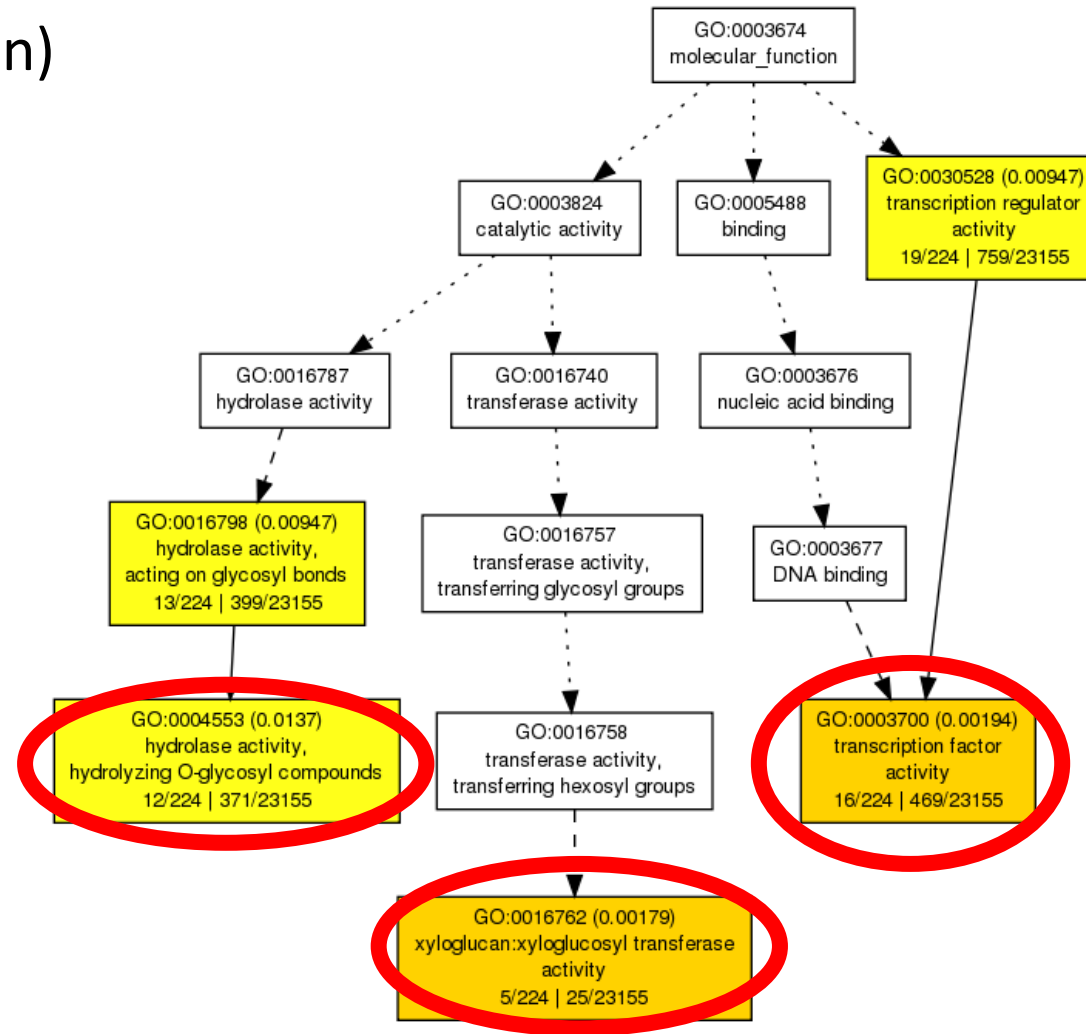 n)
GO:0003674
molecular_function
GO:0003824
catalytic activity
GO:0005488
binding
GO:0030528 (0.00947)
transcription regulator
activity
19/224 | 759/23155
GO:0016787
hydrolase activity
GO:0016740
transferase activity
GO:0003676
nucleic acid binding
GO:0016798 (0.00947)
hydrolase activity,
acting on glycosyl bonds
13/224 | 399/23155
GO:0016757
transferase activity,
transferring glycosyl groups
GO:0003677
DNA binding
GO:0004553 (0.0137)
hydrolase activity,
hydrolyzing O-glycosyl compounds
12/224 | 371/23155
GO:0016758
transferase activity,
transferring hexosyl groups
GO:0003700 (0.00194)
transcription factor
activity
16/224 | 469/23155
GO:0016762 (0.00179)
xyloglucan:xyloglucosyl transferase
activity
5/224 | 25/23155